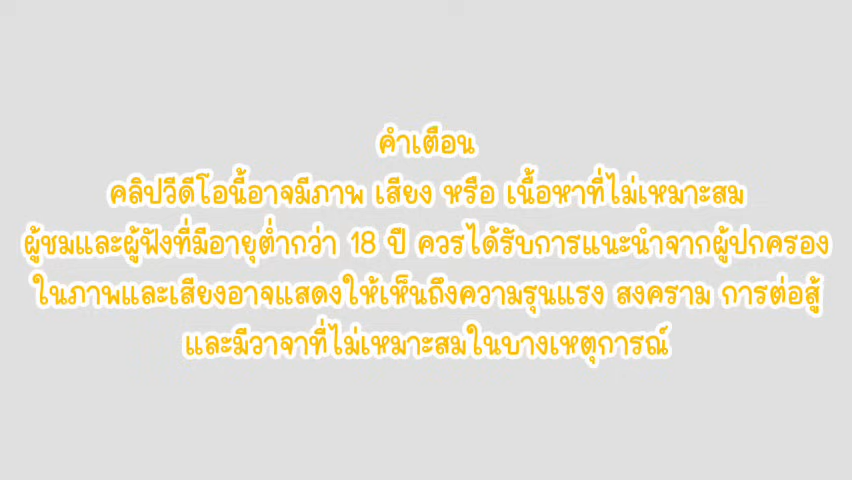 คำเตือน
คลิปวีดีโอนี้อาจมีภาพ เสียง หรือ เนื้อหาที่ไม่เหมาะสม
ผู้ชมและผู้ฟังที่มีอายุต่ำกว่า 18 ปี ควรได้รับการแนะนำจากผู้ปกครอง
ในภาพและเสียงอาจแสดงให้เห็นถึงความรุนแรง สงคราม การต่อสู้
และมีวาจาที่ไม่เหมาะสมในบางเหตุการณ์